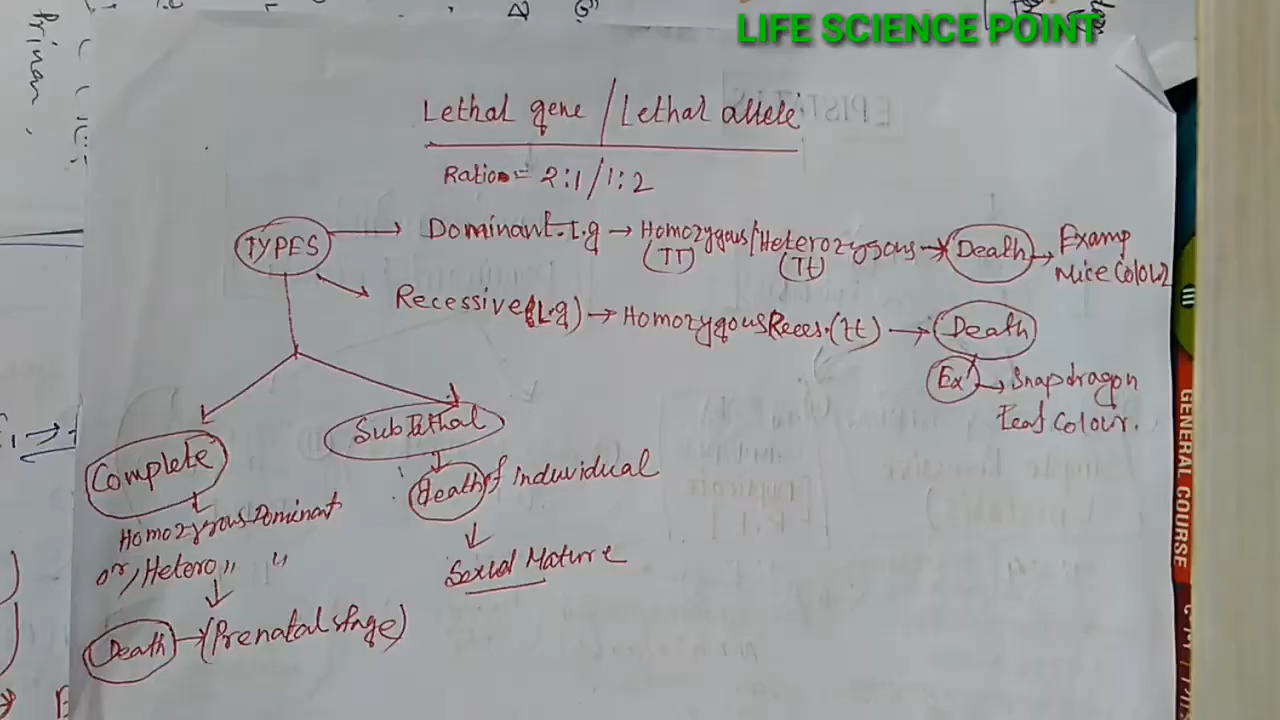 LIFE SCIENCE POINT
Lethal gene / Lethal allele
Ratio = 2:1/1:2
TYPES → Dominant L.g → Homozygous/Heterozygous → Death → Examp
(TT) (Tt) Mice Colour
Recessive (L.g) → Homozygous Reces. (tt) → Death
Ex → Snapdragon
Leaf Colour.
Sub lethal
Complete
Death of Individual
Homozygous Dominant
or, Hetero " "
Sexual Mature
Death → (Prenatal stage)
GENERAL COURSE